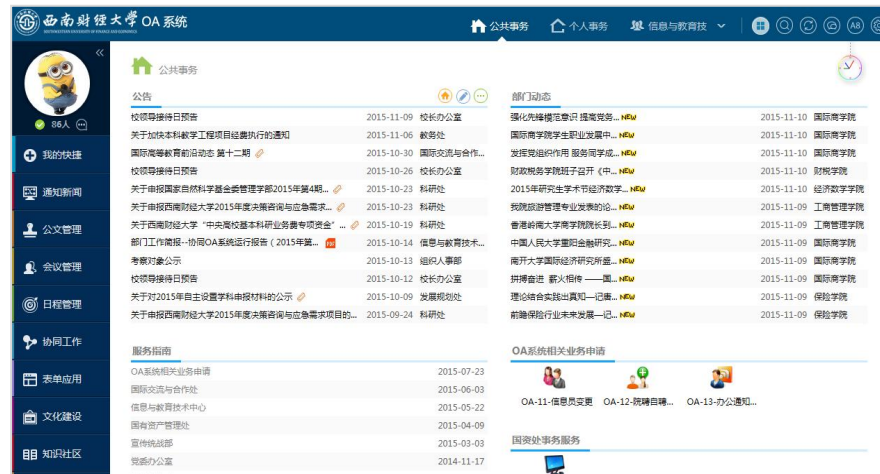 西南财经大学 OA 系统
SOUTHWESTERN UNIVERSITY OF FINANCE AND ECONOMICS
公共事务
个人事务
信息与教育技
A8
86人
我的快捷
通知新闻
公文管理
会议管理
日程管理
协同工作
表单应用
文化建设
知识社区
公共事务
公告
校领导接待日预告 2015-11-09 校长办公室
关于加快本科教学工程项目经费执行的通知 2015-11-06 教务处
国际高等教育前沿动态 第十二期 2015-10-30 国际交流与合作...
校领导接待日预告 2015-10-26 校长办公室
关于申报国家自然科学基金委管理学部2015年第4期... 2015-10-23 科研处
关于申报西南财经大学2015年度决策咨询与应急需求... 2015-10-23 科研处
关于西南财经大学“中央高校基本科研业务费专项资金”... 2015-10-19 科研处
部门工作简报--协同OA系统运行报告（2015年第... 2015-10-14 信息与教育技术...
考察对象公示 2015-10-13 组织人事部
校领导接待日预告 2015-10-12 校长办公室
关于对2015年自主设置学科申报材料的公示 2015-10-09 发展规划处
关于申报西南财经大学2015年度决策咨询与应急需求项目的... 2015-09-24 科研处
部门动态
强化先锋模范意识 提高党务... NEW 2015-11-10 国际商学院
国际商学院学生职业发展中... NEW 2015-11-10 国际商学院
发挥党组织作用 服务同学成... NEW 2015-11-10 国际商学院
财政税务学院班子召开《中... NEW 2015-11-10 财税学院
2015年研究生学术节经济数学... NEW 2015-11-10 经济数学学院
我院旅游管理专业发表的论... NEW 2015-11-09 工商管理学院
香港岭南大学商学院院长到... NEW 2015-11-09 工商管理学院
中国人民大学重阳金融研究... NEW 2015-11-09 国际商学院
南开大学国际经济研究所盛... NEW 2015-11-09 国际商学院
拼搏奋进 薪火相传 ——国... NEW 2015-11-09 国际商学院
理论结合实践出真知—记唐... NEW 2015-11-09 保险学院
前瞻保险行业未来发展—记... NEW 2015-11-09 保险学院
服务指南
OA系统相关业务申请 2015-07-23
国际交流与合作处 2015-06-03
信息与教育技术中心 2015-05-22
国有资产管理处 2015-04-09
宣传统战部 2015-03-03
党委办公室 2014-11-17
OA系统相关业务申请
OA-11-信息员变更 OA-12-院聘自聘... OA-13-办公通知...
国资处事务服务